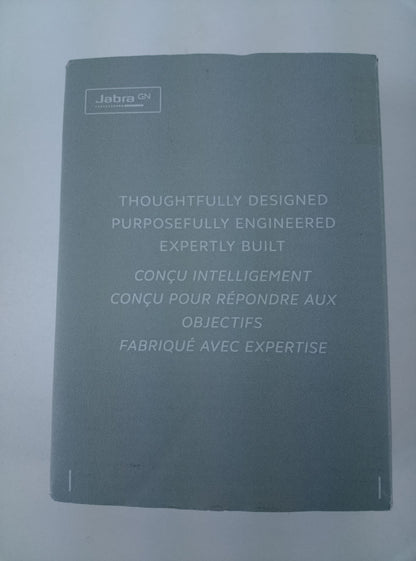 Jabra GN
THOUGHTFULLY DESIGNED
PURPOSEFULLY ENGINEERED
EXPERTLY BUILT
CONÇU INTELLIGEMENT
CONÇU POUR RÉPONDRE AUX
OBJECTIFS
FABRIQUÉ AVEC EXPERTISE